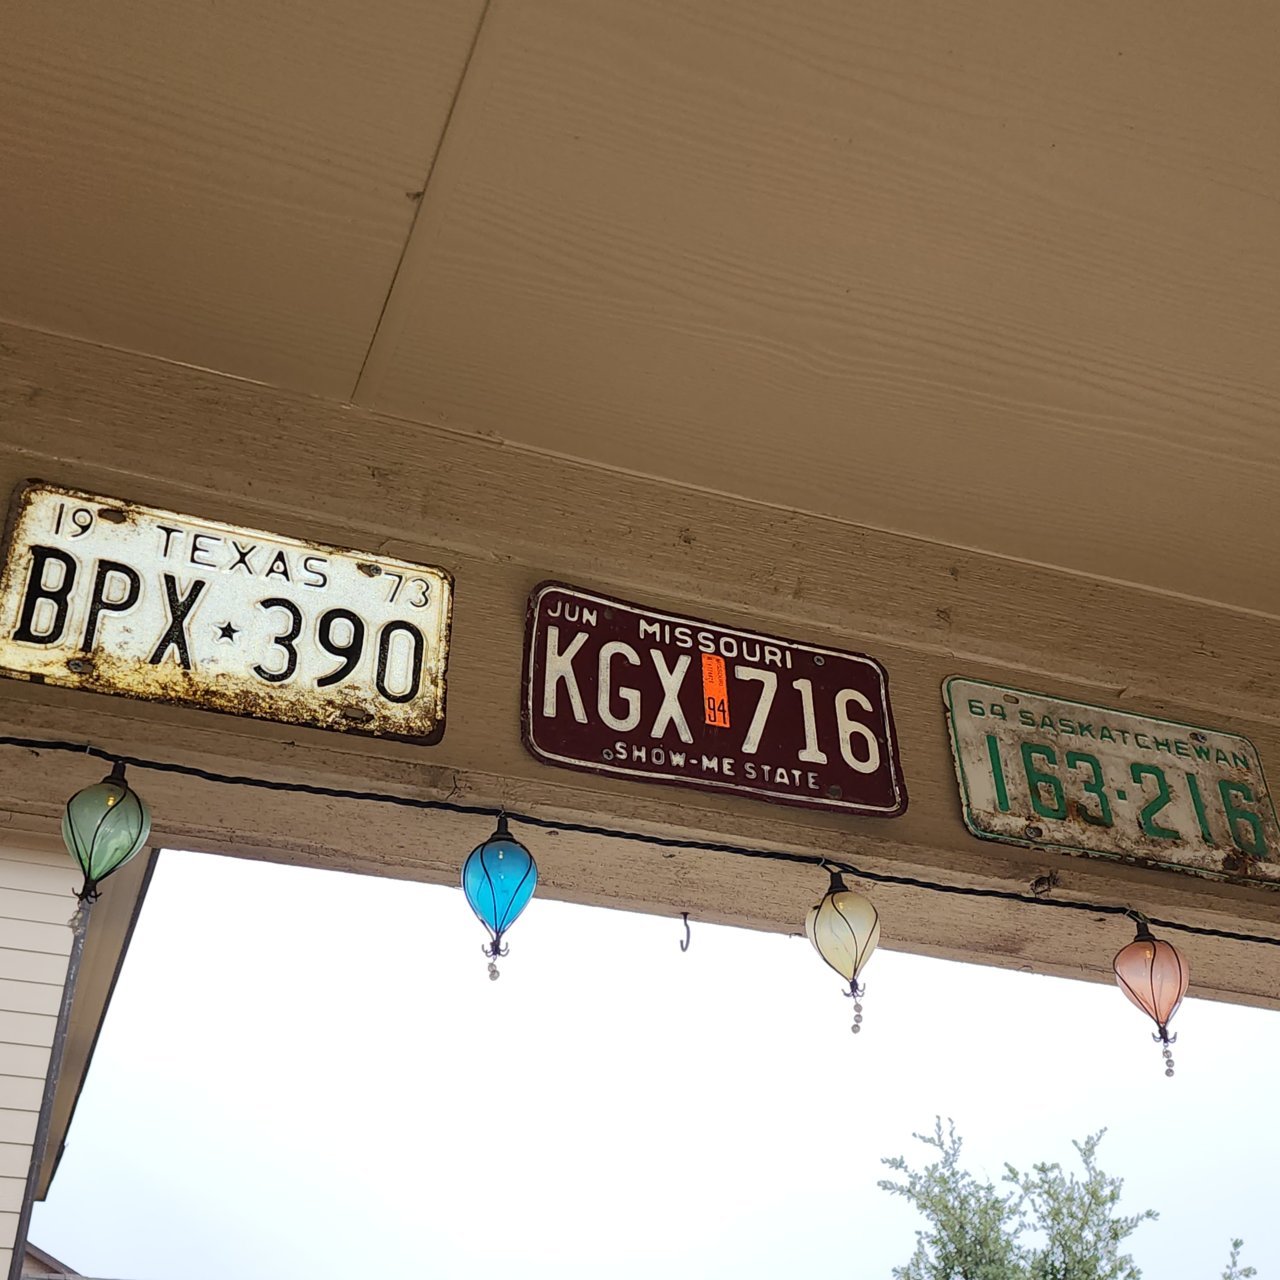 19 TEXAS 73
BPX★390
JUN MISSOURI
KGX 94 716
SHOW-ME STATE
64 SASKATCHEWAN
163·216